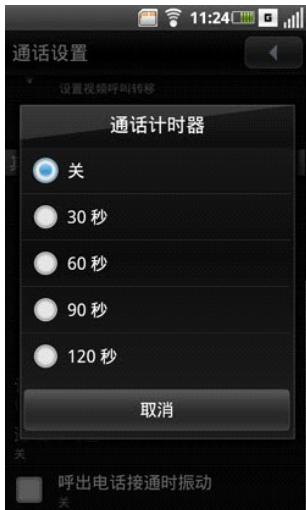 11:24
G
通话设置
设置视频呼叫转移
通话计时器
关
30 秒
60 秒
90 秒
120 秒
取消
关
呼出电话接通时振动
关